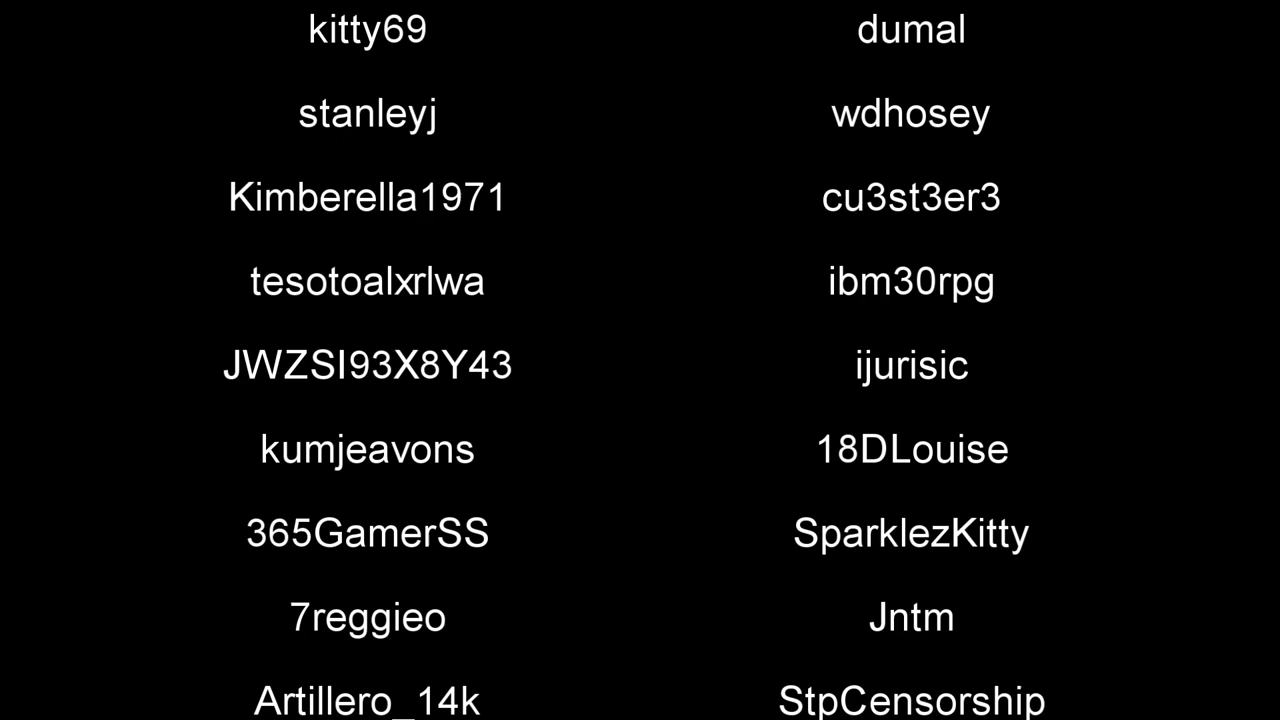 kitty69 dumal
stanleyj wdhosey
Kimberella1971 cu3st3er3
tesotoalxrlwa ibm30rpg
JWZSI93X8Y43 ijurisic
kumjeavons 18DLouise
365GamerSS SparklezKitty
7reggieo Jntm
Artillero_14k StpCensorship